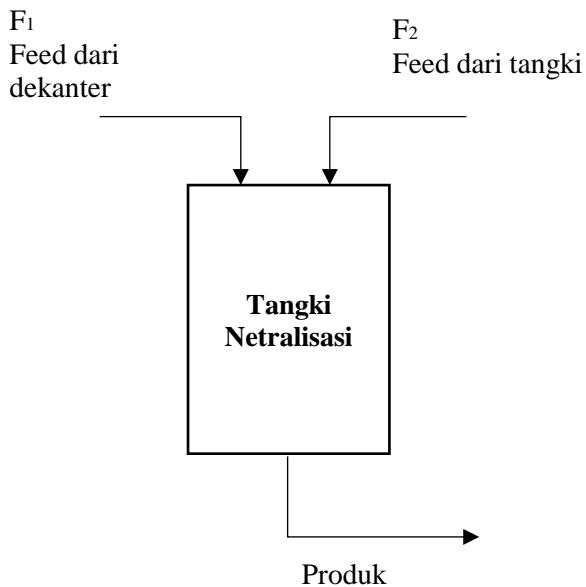 F1
Feed dari
dekanter
F2
Feed dari tangki
Tangki
Netralisasi
Produk